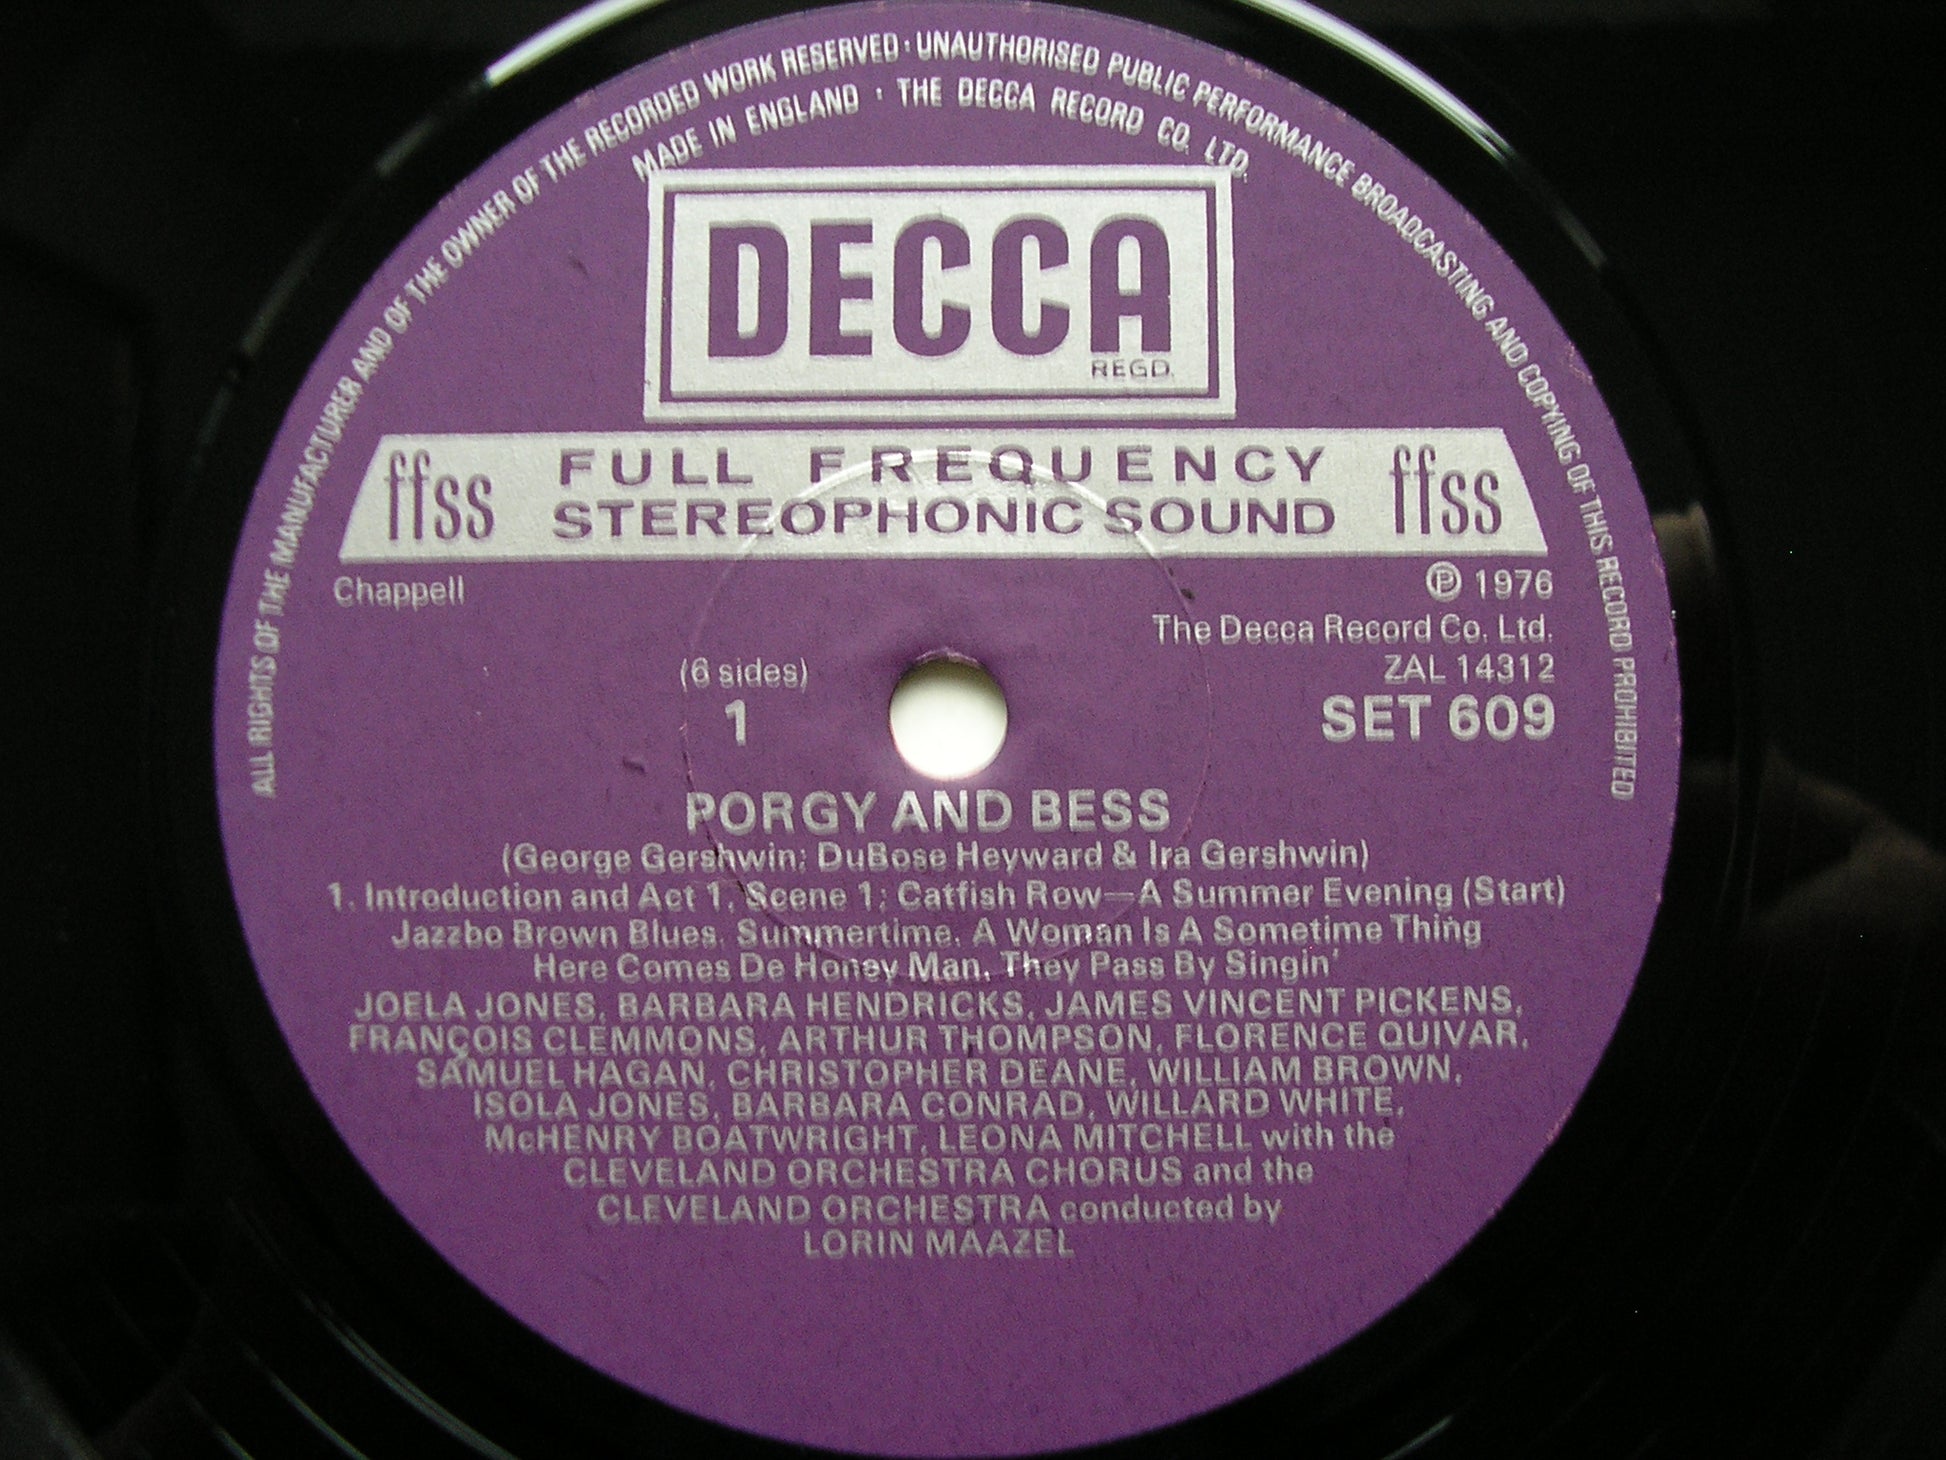 ALL RIGHTS OF THE MANUFACTURER AND OF THE OWNER OF THE RECORDED WORK RESERVED · UNAUTHORISED PUBLIC PERFORMANCE BROADCASTING AND COPYING OF THIS RECORD PROHIBITED
MADE IN ENGLAND · THE DECCA RECORD CO. LTD.
DECCA
REGD.
ffss FULL FREQUENCY ffss
STEREOPHONIC SOUND
Chappell
℗ 1976
The Decca Record Co. Ltd.
(6 sides) ZAL 14312
1 SET 609
PORGY AND BESS
(George Gershwin; DuBose Heyward & Ira Gershwin)
1. Introduction and Act 1, Scene 1; Catfish Row—A Summer Evening (Start)
Jazzbo Brown Blues, Summertime, A Woman Is A Sometime Thing
Here Comes De Honey Man, They Pass By Singin'
JOELA JONES, BARBARA HENDRICKS, JAMES VINCENT PICKENS,
FRANÇOIS CLEMMONS, ARTHUR THOMPSON, FLORENCE QUIVAR,
SAMUEL HAGAN, CHRISTOPHER DEANE, WILLIAM BROWN,
ISOLA JONES, BARBARA CONRAD, WILLARD WHITE,
McHENRY BOATWRIGHT, LEONA MITCHELL with the
CLEVELAND ORCHESTRA CHORUS and the
CLEVELAND ORCHESTRA conducted by
LORIN MAAZEL